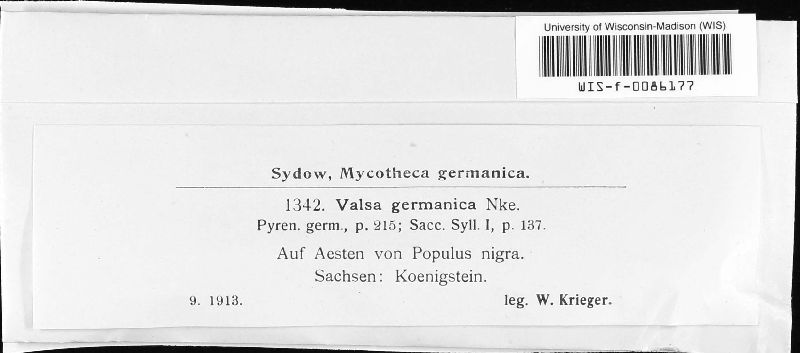 University of Wisconsin-Madison (WIS)
WIS-f-0086177
Sydow, Mycotheca germanica.
1342. Valsa germanica Nke.
Pyren. germ., p. 215; Sacc. Syll. I, p. 137.
Auf Aesten von Populus nigra.
Sachsen: Koenigstein.
9. 1913. leg. W. Krieger.